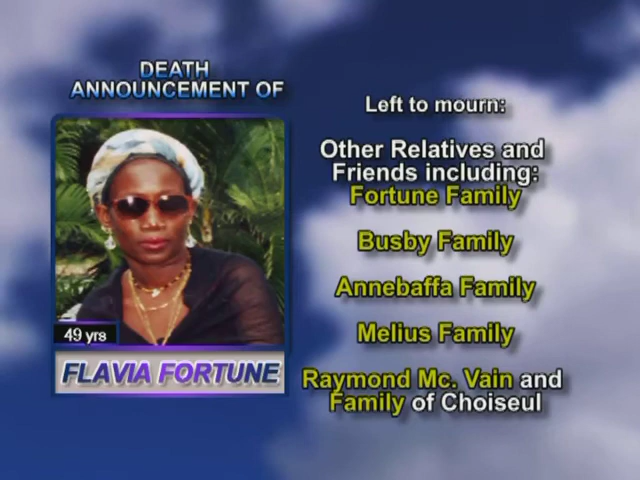 DEATH
ANNOUNCEMENT OF
49 yrs
FLAVIA FORTUNE
Left to mourn:
Other Relatives and
Friends including:
Fortune Family
Busby Family
Annebaffa Family
Melius Family
Raymond Mc. Vain and
Family of Choiseul